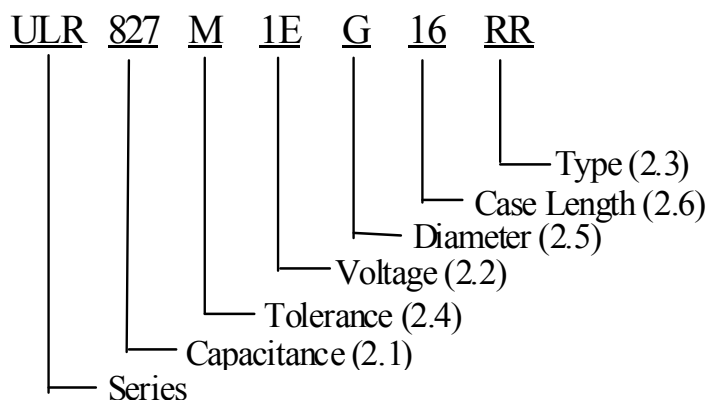 ULR 827 M 1E G 16 RR
Type (2.3)
Case Length (2.6)
Diameter (2.5)
Voltage (2.2)
Tolerance (2.4)
Capacitance (2.1)
Series